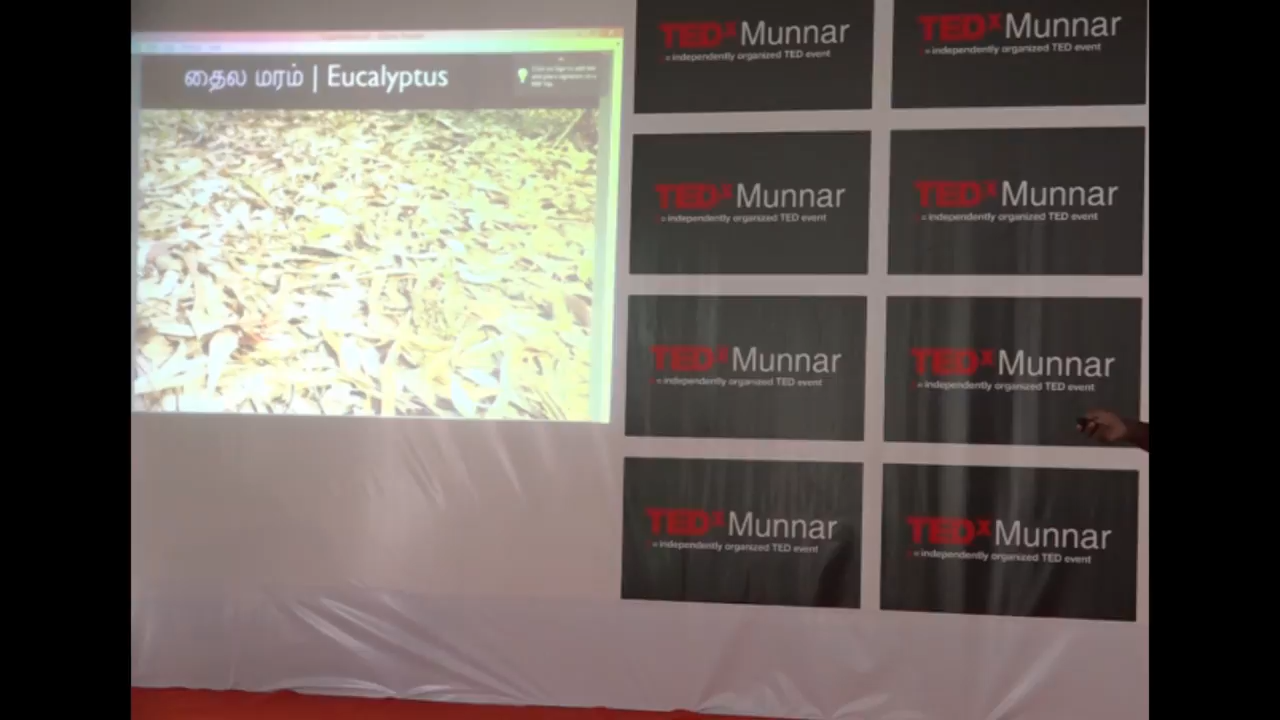 தைல மரம் | Eucalyptus
TEDx Munnar
= independently organized TED event
TEDx Munnar
= independently organized TED event
TEDx Munnar
= independently organized TED event
TEDx Munnar
= independently organized TED event
TEDx Munnar
= independently organized TED event
TEDx Munnar
= independently organized TED event
TEDx Munnar
= independently organized TED event
TEDx Munnar
= independently organized TED event